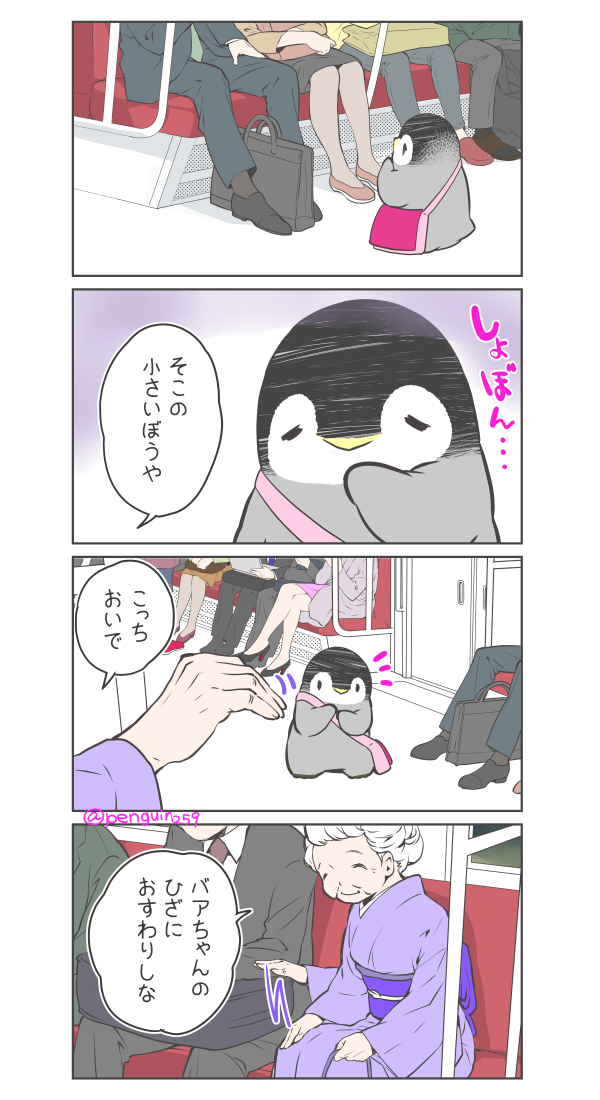 しょぼん・・・
そこの
小さいぼうや
こっち
おいで
@penguin259
バアちゃんの
ひざに
おすわりしな